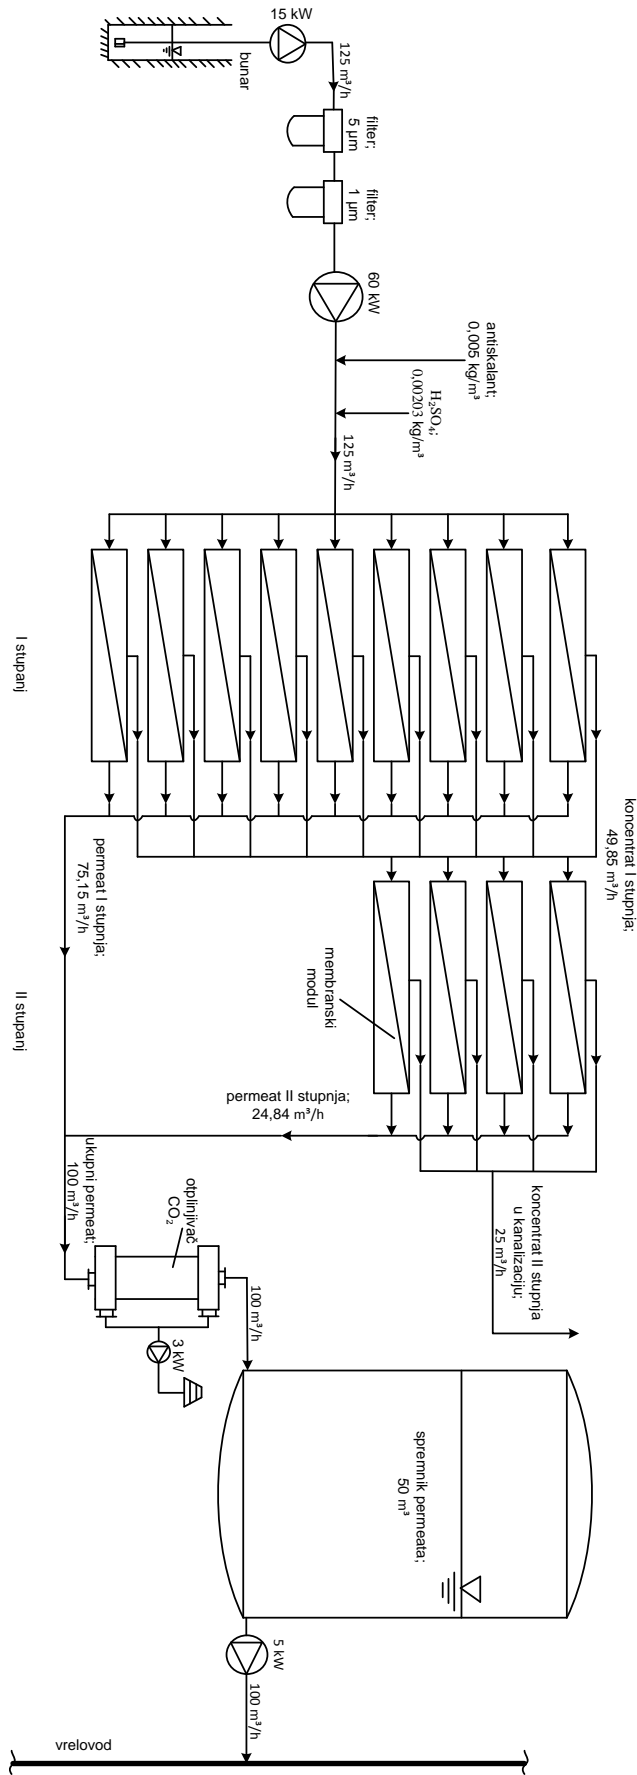 15 kW
125 m³/h
bunar
filter;
5 µm
filter;
1 µm
60 kW
antiskalant;
0,005 kg/m³
H₂SO₄;
0,00203 kg/m³
125 m³/h
I stupanj
koncentrat I stupnja;
49,85 m³/h
permeat I stupnja;
75,15 m³/h
II stupanj
membranski
modul
permeat II stupnja;
24,84 m³/h
ukupni permeat;
100 m³/h
koncentrat II stupnja
u kanalizaciju;
25 m³/h
otplinjivač
CO₂
100 m³/h
3 kW
spremnik permeata;
50 m³
5 kW
100 m³/h
vrelovod